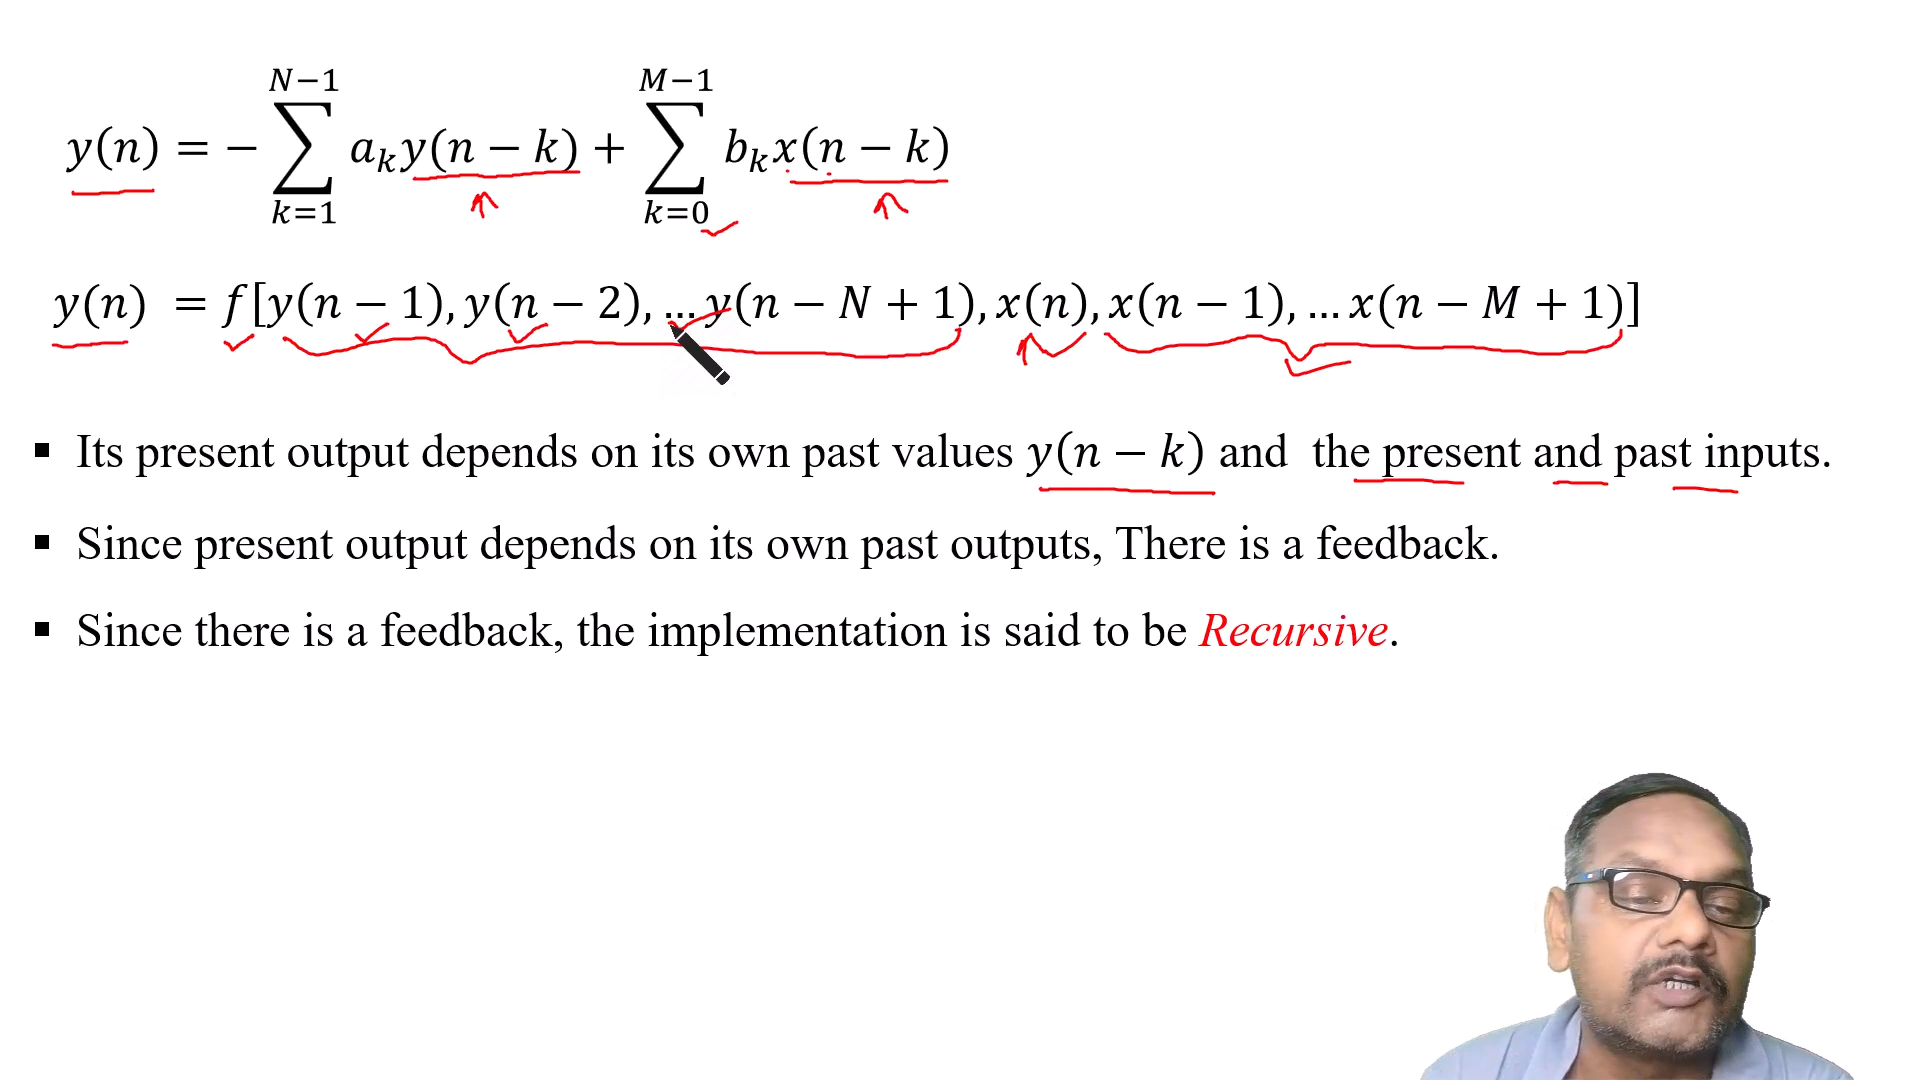 y(n) = − ∑_{k=1}^{N−1} a_k y(n − k) + ∑_{k=0}^{M−1} b_k x(n − k)
y(n) = f[y(n − 1), y(n − 2), … y(n − N + 1), x(n), x(n − 1), … x(n − M + 1)]
▪ Its present output depends on its own past values y(n − k) and the present and past inputs.
▪ Since present output depends on its own past outputs, There is a feedback.
▪ Since there is a feedback, the implementation is said to be Recursive.